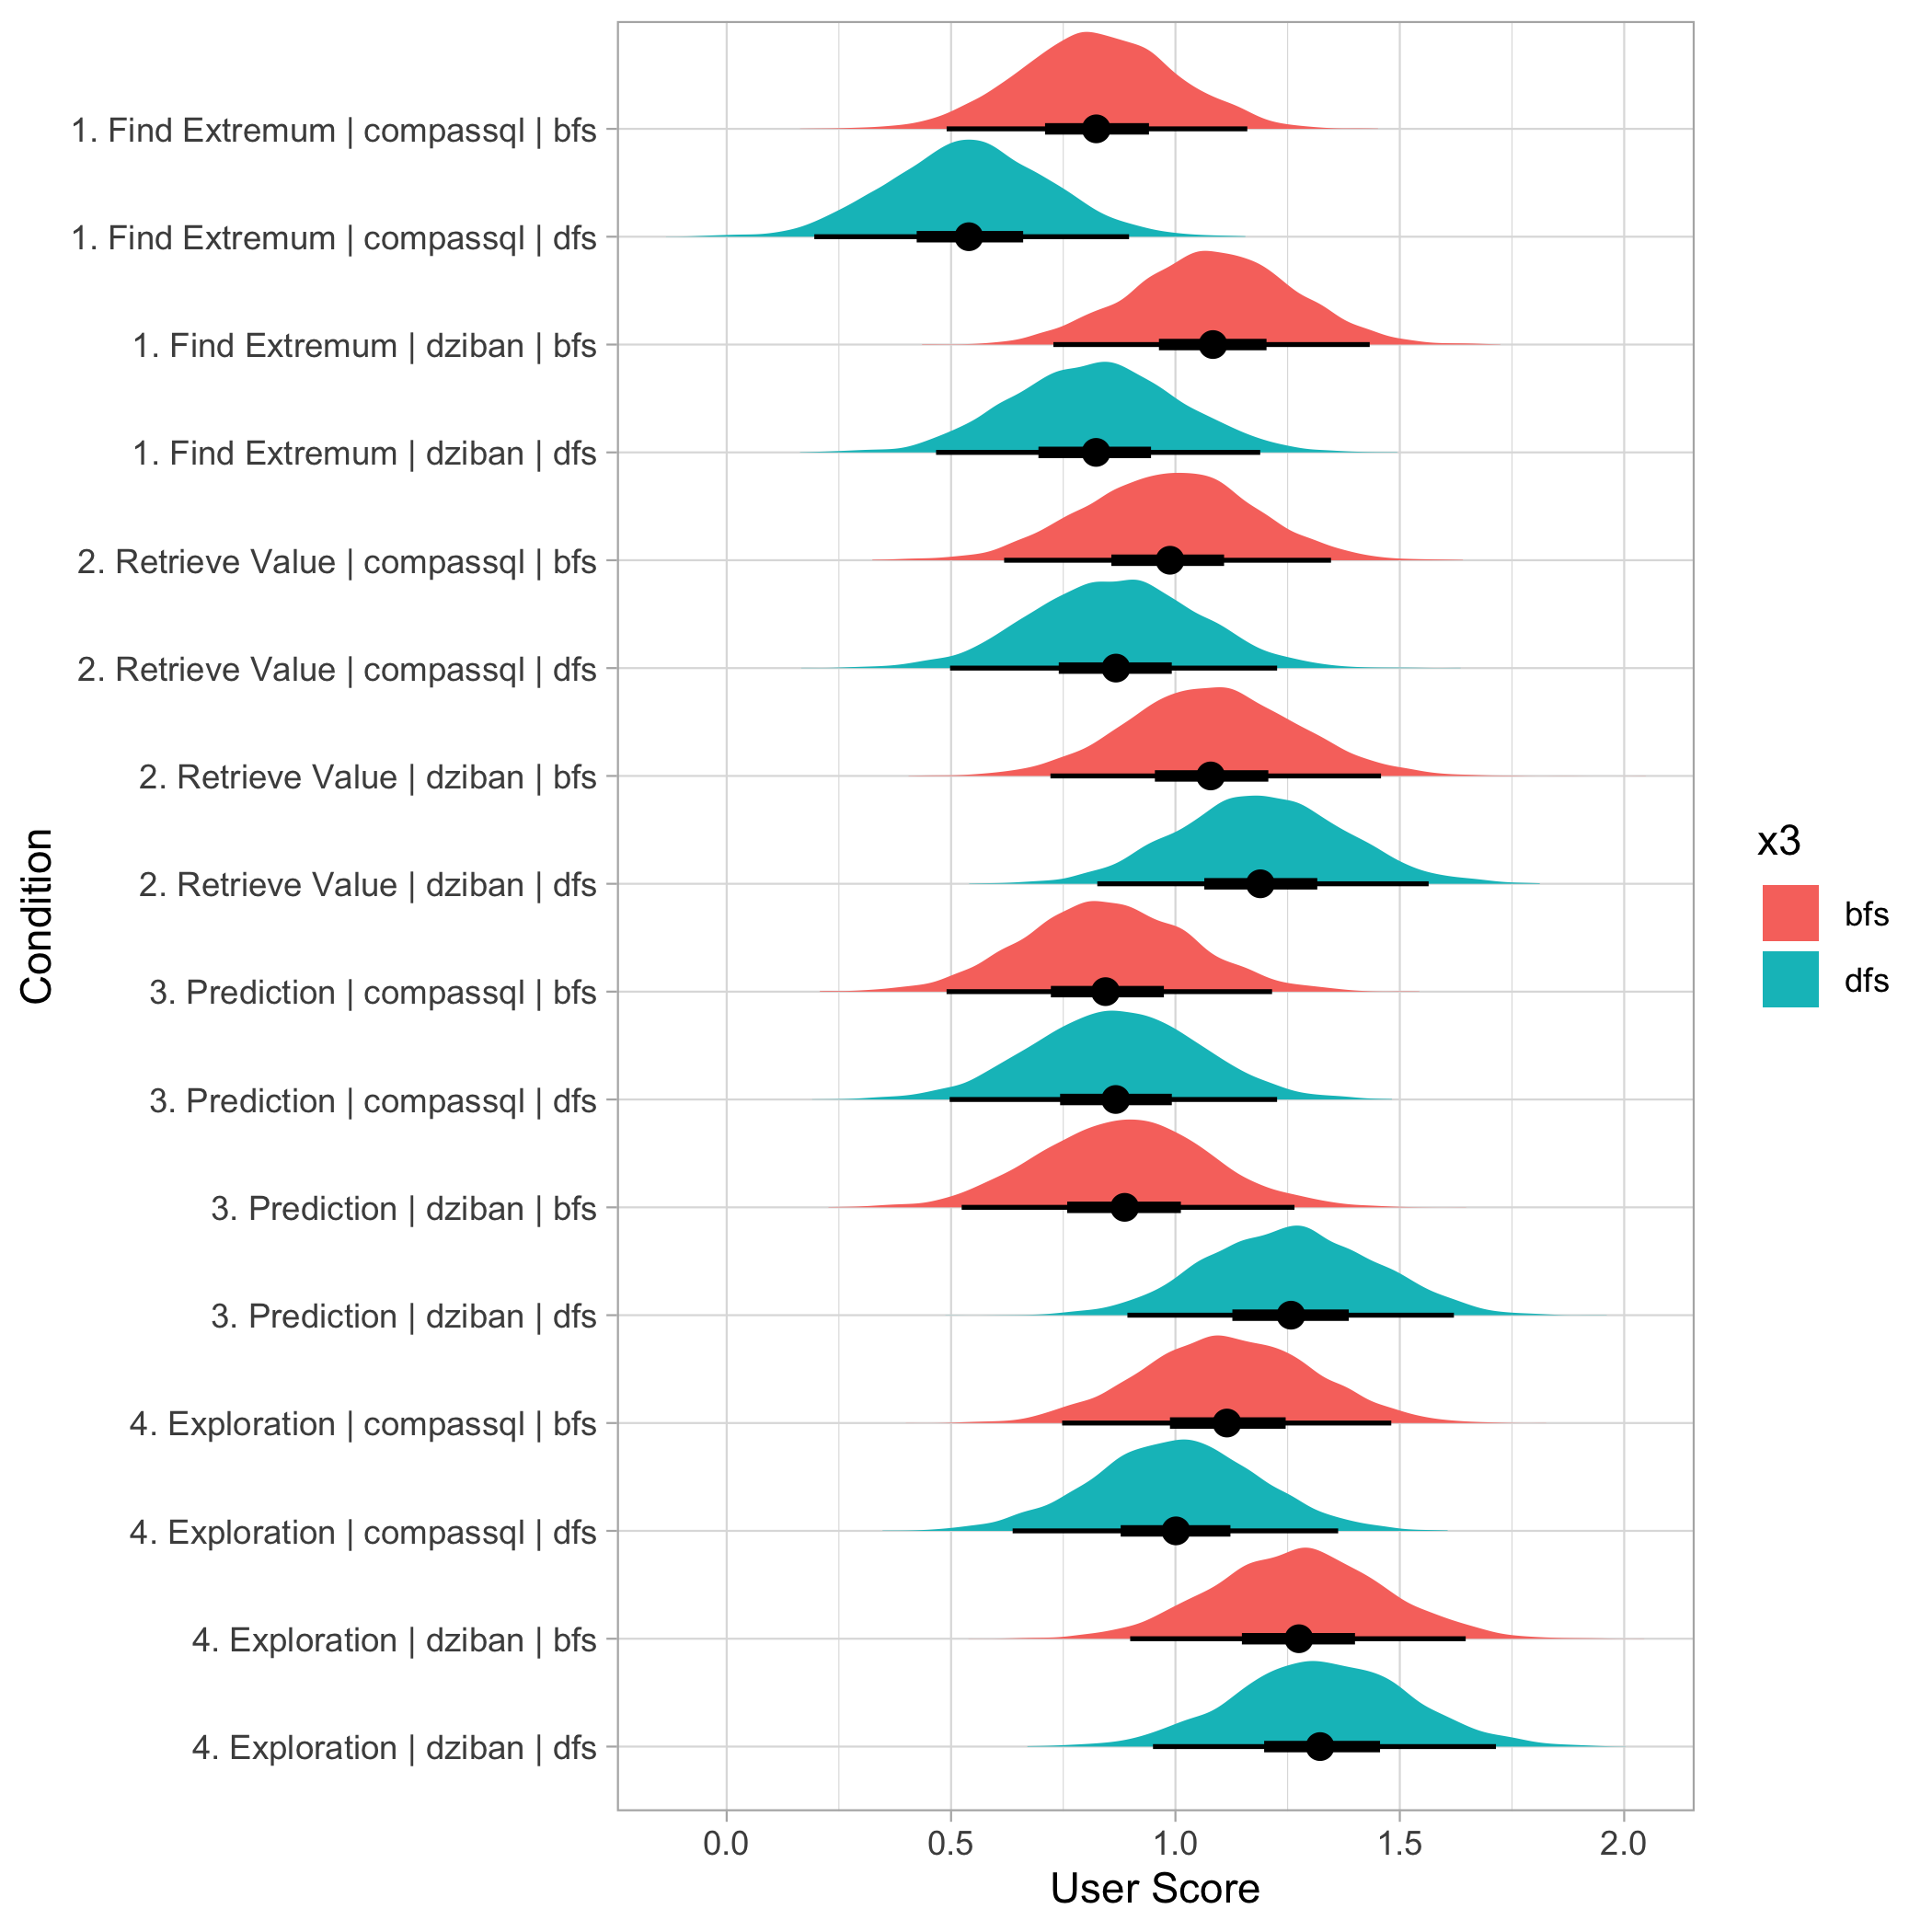 1. Find Extremum | compassql | bfs
1. Find Extremum | compassql | dfs
1. Find Extremum | dziban | bfs
1. Find Extremum | dziban | dfs
2. Retrieve Value | compassql | bfs
2. Retrieve Value | compassql | dfs
2. Retrieve Value | dziban | bfs
2. Retrieve Value | dziban | dfs
3. Prediction | compassql | bfs
3. Prediction | compassql | dfs
3. Prediction | dziban | bfs
3. Prediction | dziban | dfs
4. Exploration | compassql | bfs
4. Exploration | compassql | dfs
4. Exploration | dziban | bfs
4. Exploration | dziban | dfs
Condition
0.0 0.5 1.0 1.5 2.0
User Score
x3
bfs
dfs